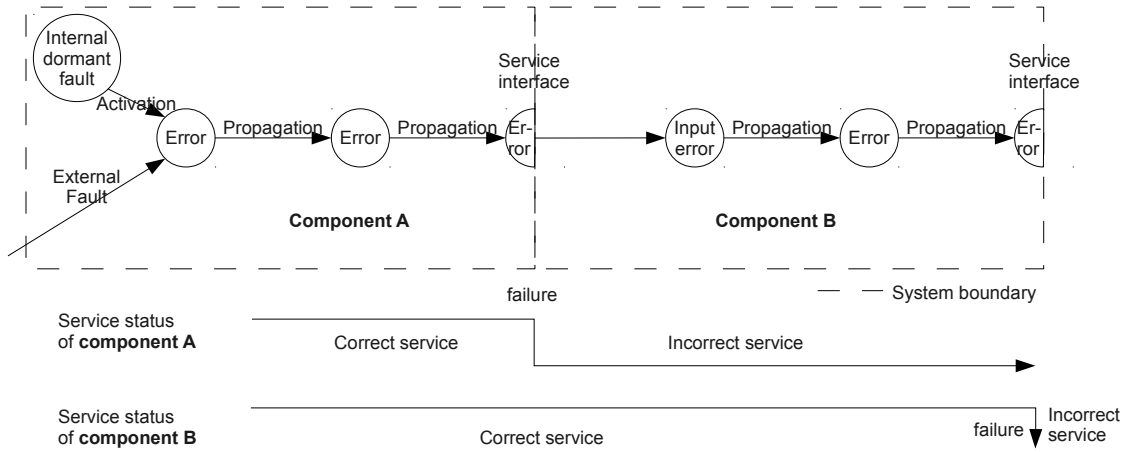 Internal
dormant
fault
Activation
External
Fault
Error
Propagation
Error
Propagation
Service
interface
Er-
ror
Input
error
Propagation
Error
Propagation
Service
interface
Er-
ror
Component A
Component B
failure
System boundary
Service status
of component A
Correct service
Incorrect service
Service status
of component B
Correct service
failure
Incorrect
service